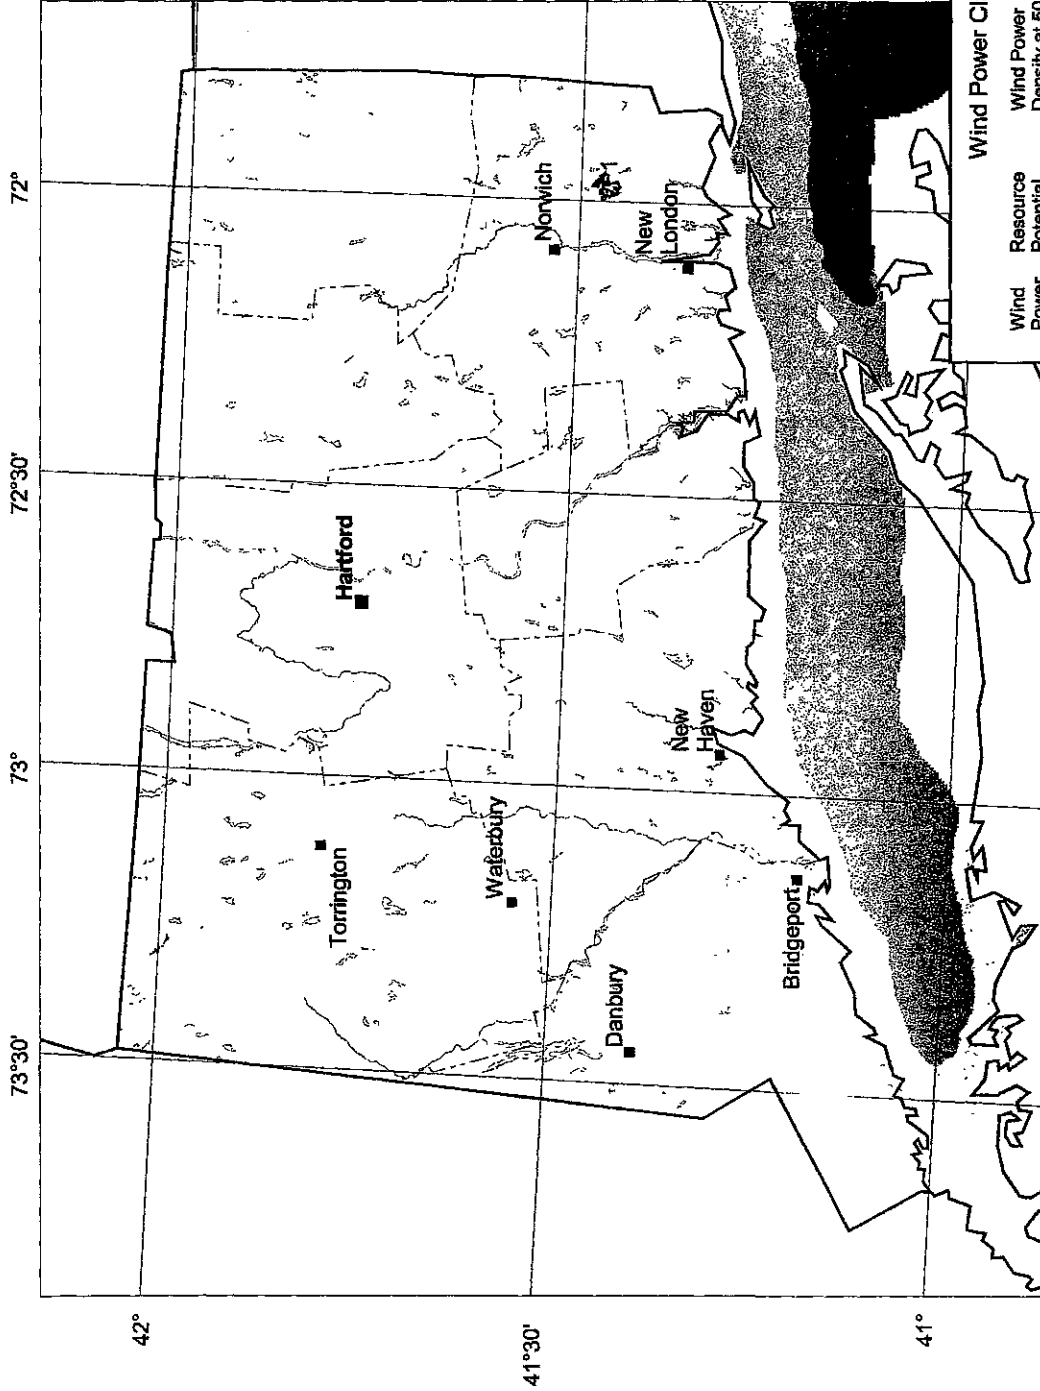 73°30'
73°
72°30'
72°
42°
41°30'
41°
Torrington
Hartford
Waterbury
Danbury
Bridgeport
New
Haven
Norwich
New
London
Wind Power Cl
Wind
Power
Resource
Potential
Wind Power
Density at 50